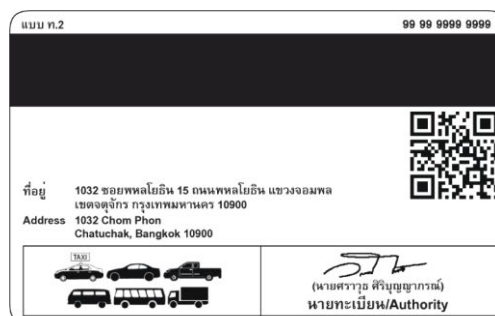 แบบ ท.2
99 99 9999 9999
ที่อยู่ 1032 ซอยพหลโยธิน 15 ถนนพหลโยธิน แขวงจอมพล
เขตจตุจักร กรุงเทพมหานคร 10900
Address 1032 Chom Phon
Chatuchak, Bangkok 10900
TAXI
(นายศราวุธ ศิริบุญญากรณ์)
นายทะเบียน/Authority